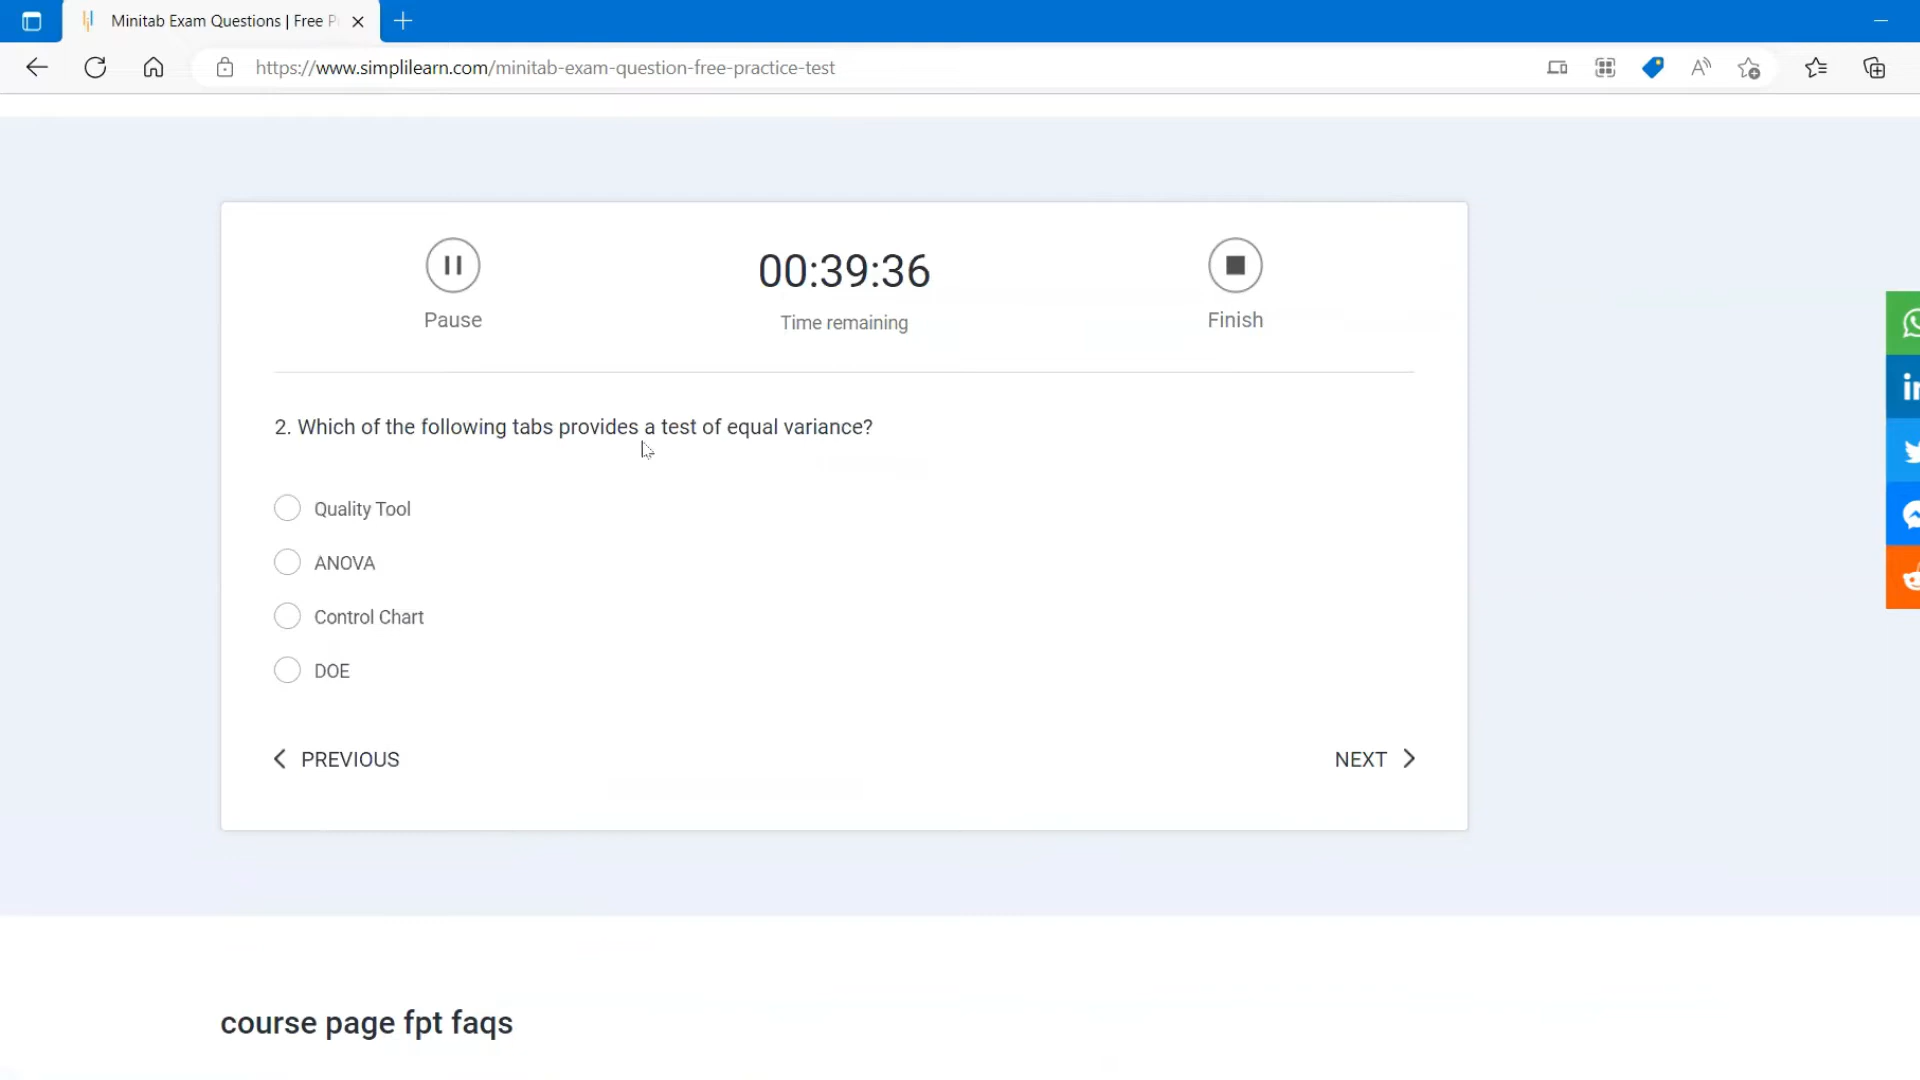 Minitab Exam Questions | Free P
https://www.simplilearn.com/minitab-exam-question-free-practice-test
Pause
00:39:36
Time remaining
Finish
2. Which of the following tabs provides a test of equal variance?
Quality Tool
ANOVA
Control Chart
DOE
PREVIOUS
NEXT
course page fpt faqs